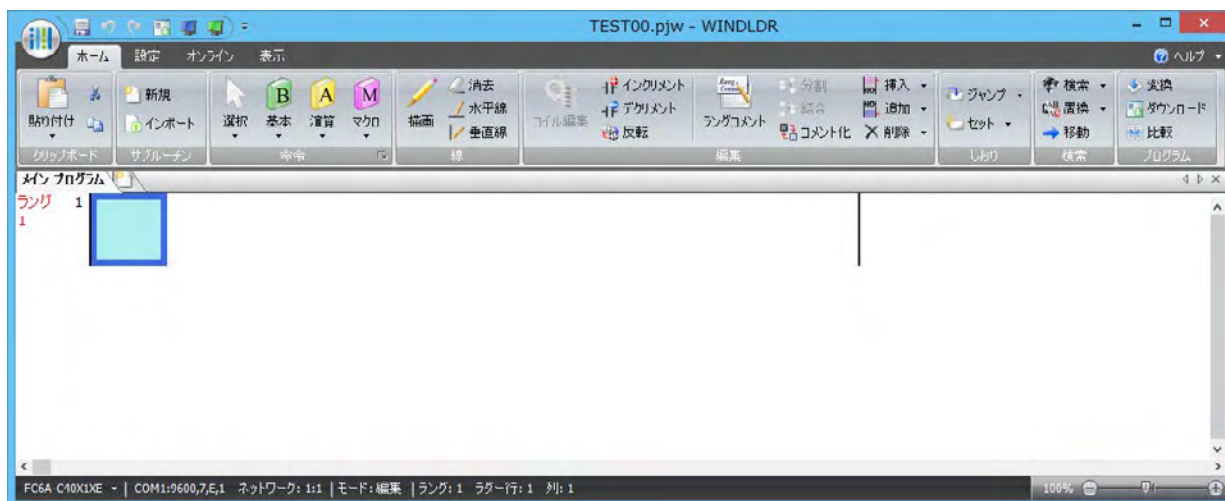 TEST00.pjw - WINDLDR
ホーム 設定 オンライン 表示 ヘルプ
貼り付け
新規
インポート
選択 基本 演算 マクロ
B A M
描画
消去
水平線
垂直線
コイル編集
インクリメント
デクリメント
反転
ラングコメント
分割
結合
コメント化
挿入
追加
削除
ジャンプ
セット
検索
置換
移動
変換
ダウンロード
比較
クリップボード サブルーチン 命令 線 編集 しおり 検索 プログラム
メイン プログラム
ラング 1
1
FC6A C40X1XE COM1:9600,7,E,1 ネットワーク: 1:1 | モード: 編集 | ラング: 1 ラダー行: 1 列: 1 100%